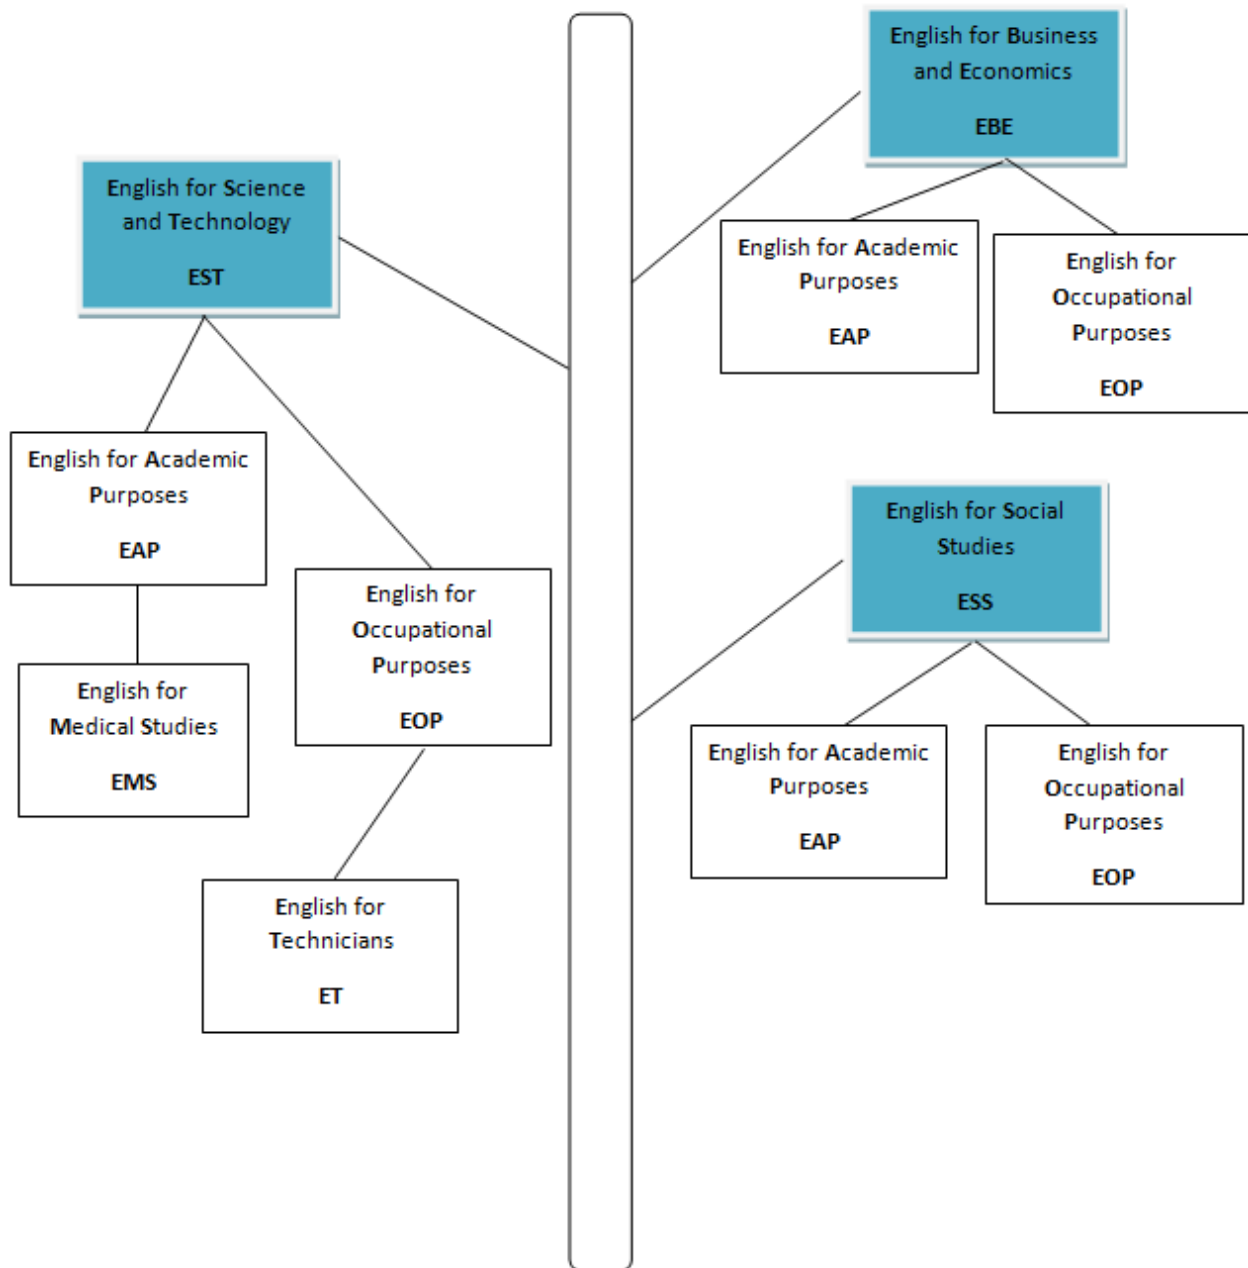 English for Business
and Economics
EBE
English for Science
and Technology
EST
English for Academic
Purposes
EAP
English for
Occupational
Purposes
EOP
English for Academic
Purposes
EAP
English for
Occupational
Purposes
EOP
English for Social
Studies
ESS
English for
Medical Studies
EMS
English for Academic
Purposes
EAP
English for
Occupational
Purposes
EOP
English for
Technicians
ET